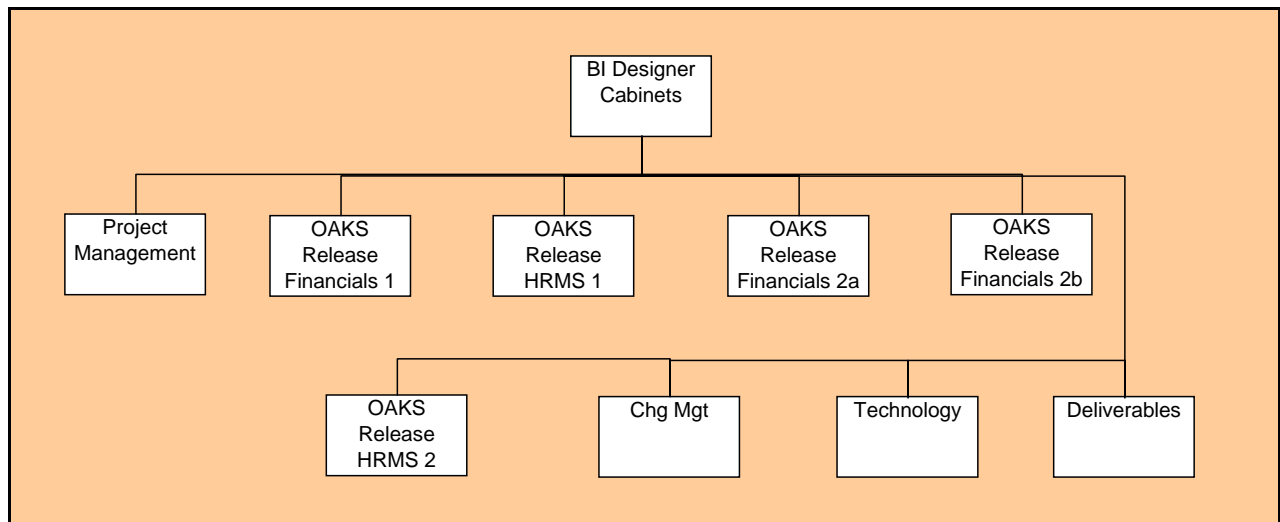 BI Designer
Cabinets
Project
Management
OAKS
Release
Financials 1
OAKS
Release
HRMS 1
OAKS
Release
Financials 2a
OAKS
Release
Financials 2b
OAKS
Release
HRMS 2
Chg Mgt
Technology
Deliverables